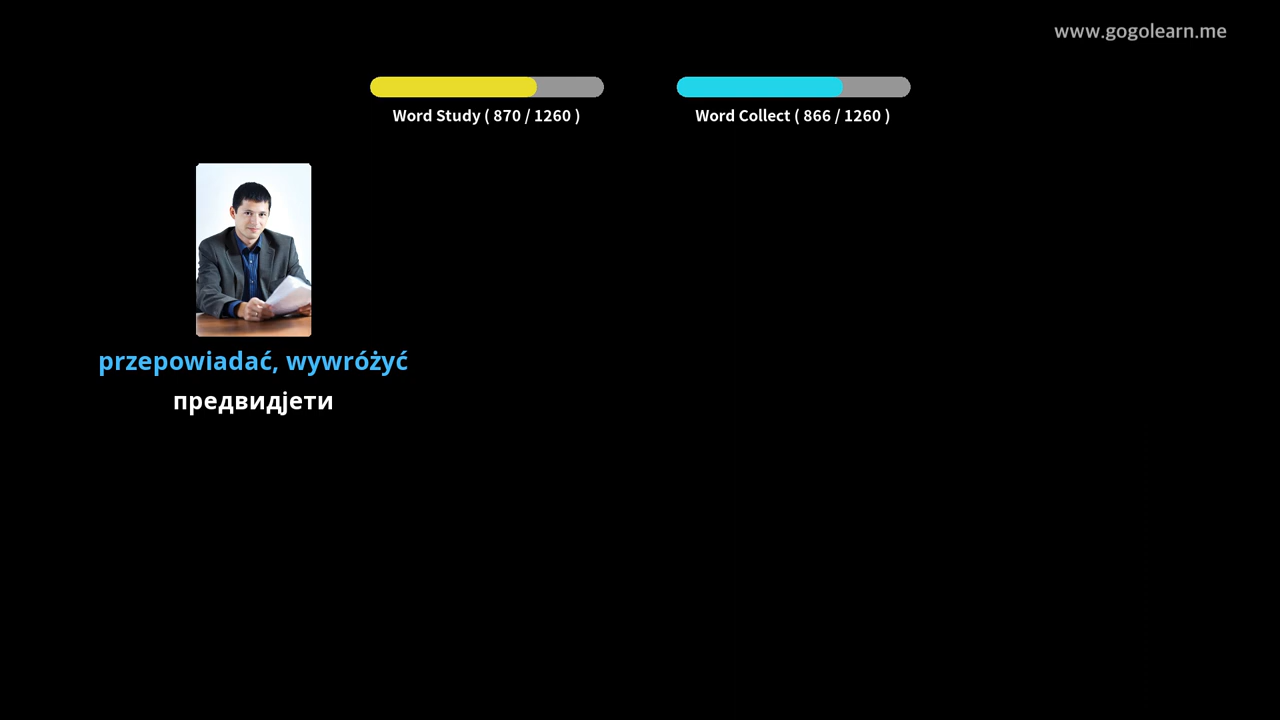 www.gogolearn.me
Word Study ( 870 / 1260 )
Word Collect ( 866 / 1260 )
przepowiadać, wywróżyć
предвидјети